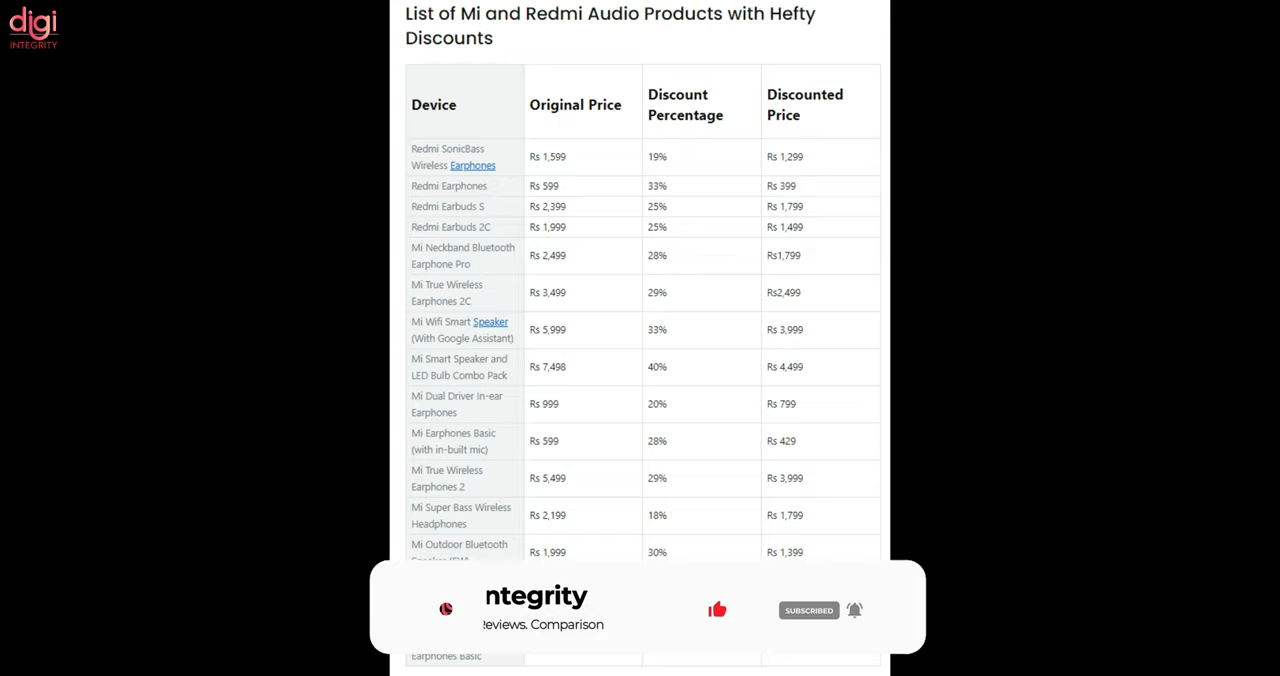 digi
INTEGRITY
List of Mi and Redmi Audio Products with Hefty
Discounts
Device Original Price Discount Percentage Discounted Price
Redmi SonicBass
Wireless Earphones Rs 1,599 19% Rs 1,299
Redmi Earphones Rs 599 33% Rs 399
Redmi Earbuds S Rs 2,399 25% Rs 1,799
Redmi Earbuds 2C Rs 1,999 25% Rs 1,499
Mi Neckband Bluetooth
Earphone Pro Rs 2,499 28% Rs1,799
Mi True Wireless
Earphones 2C Rs 3,499 29% Rs2,499
Mi Wifi Smart Speaker
(With Google Assistant) Rs 5,999 33% Rs 3,999
Mi Smart Speaker and
LED Bulb Combo Pack Rs 7,498 40% Rs 4,499
Mi Dual Driver In-ear
Earphones Rs 999 20% Rs 799
Mi Earphones Basic
(with in-built mic) Rs 599 28% Rs 429
Mi True Wireless
Earphones 2 Rs 5,499 29% Rs 3,999
Mi Super Bass Wireless
Headphones Rs 2,199 18% Rs 1,799
Mi Outdoor Bluetooth
Rs 1,999 30% Rs 1,399
ntegrity
Reviews. Comparison
SUBSCRIBED
Earphones Basic